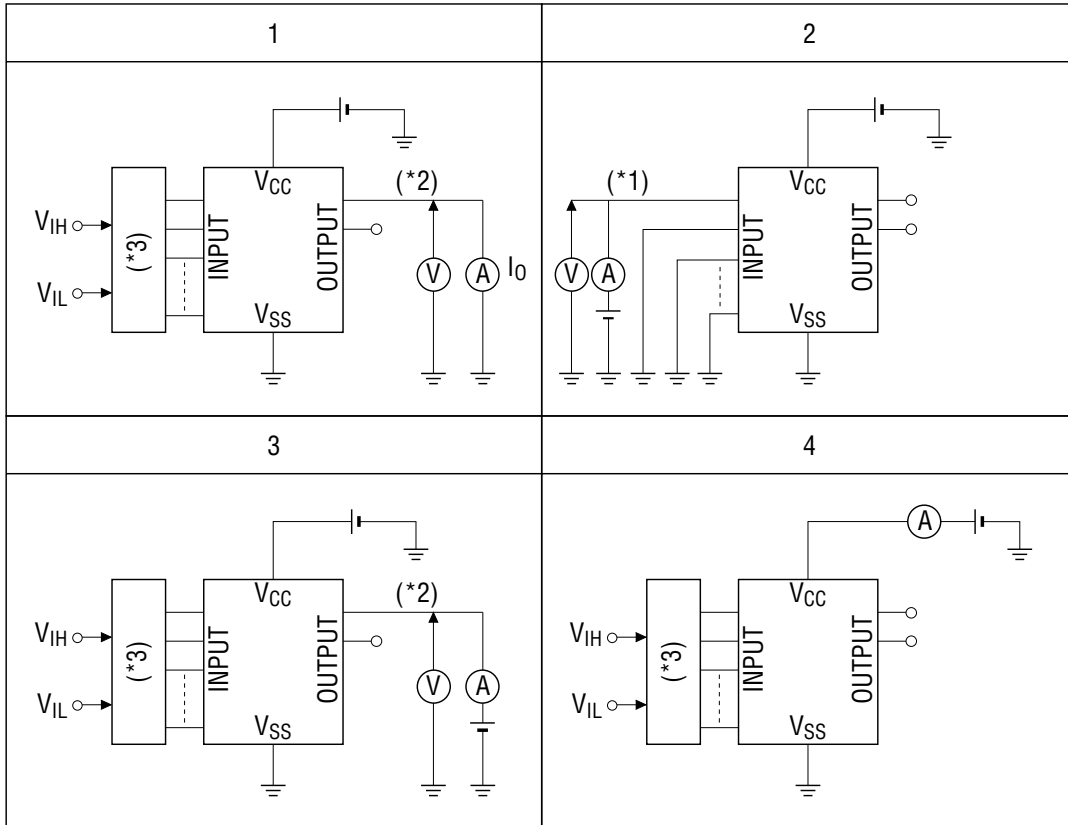 1
2
VCC
(*2)
VIH
VIL
(*3)
INPUT
OUTPUT
V
A
IO
VSS
VCC
(*1)
V
A
INPUT
OUTPUT
VSS
3
4
VCC
(*2)
VIH
VIL
(*3)
INPUT
OUTPUT
V
A
VSS
A
VCC
VIH
VIL
(*3)
INPUT
OUTPUT
VSS